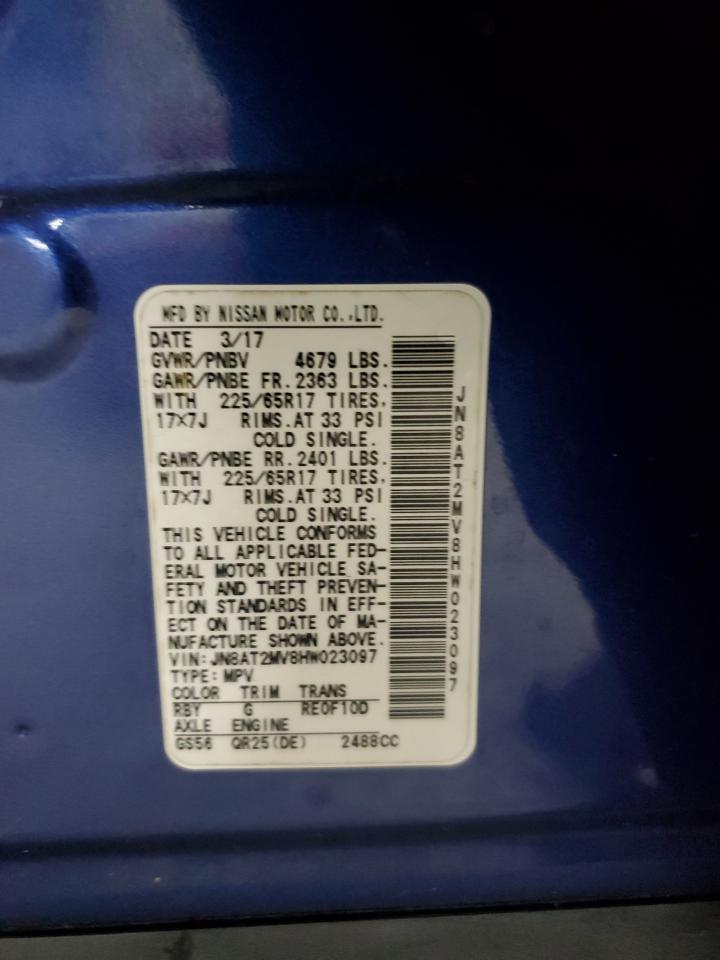 MFD BY NISSAN MOTOR CO.,LTD.
DATE 3/17
GVWR/PNBV 4679 LBS.
GAWR/PNBE FR. 2363 LBS.
WITH 225/65R17 TIRES,
17×7J RIMS.AT 33 PSI
COLD SINGLE.
GAWR/PNBE RR. 2401 LBS.
WITH 225/65R17 TIRES,
17×7J RIMS.AT 33 PSI
COLD SINGLE.
THIS VEHICLE CONFORMS
TO ALL APPLICABLE FED-
ERAL MOTOR VEHICLE SA-
FETY AND THEFT PREVEN-
TION STANDARDS IN EFF-
ECT ON THE DATE OF MA-
NUFACTURE SHOWN ABOVE.
VIN:JN8AT2MV8HW023097
TYPE:MPV
COLOR TRIM TRANS
RBY G RE0F10D
AXLE ENGINE
GS56 QR25(DE) 2488CC
JN8AT2MV8HW023097